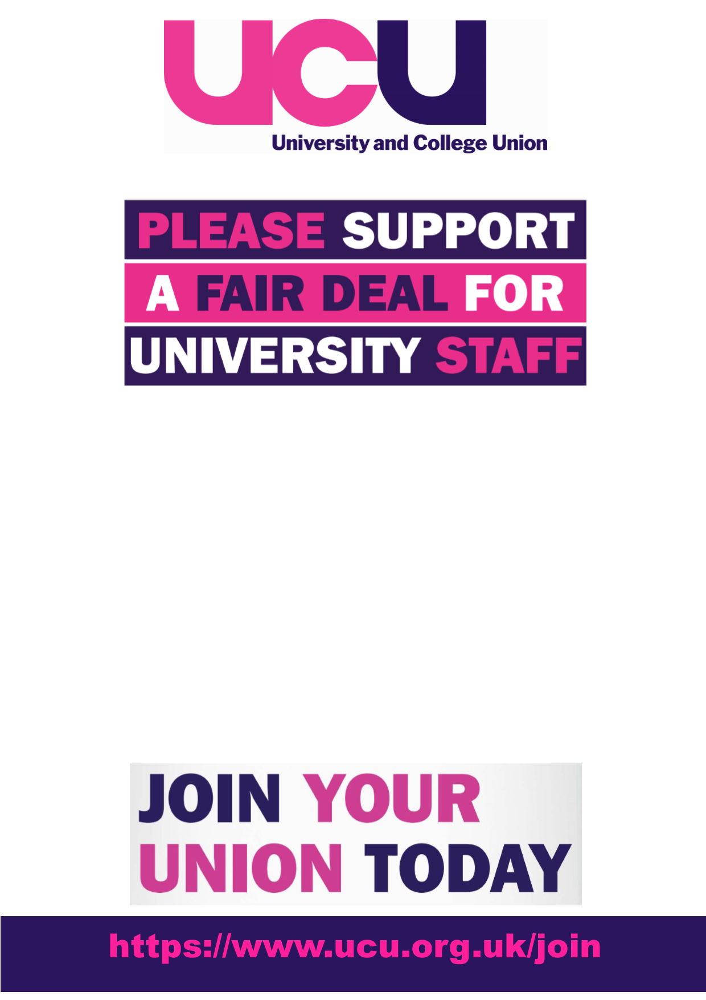 ucu
University and College Union
PLEASE SUPPORT
A FAIR DEAL FOR
UNIVERSITY STAFF
JOIN YOUR
UNION TODAY
https://www.ucu.org.uk/join